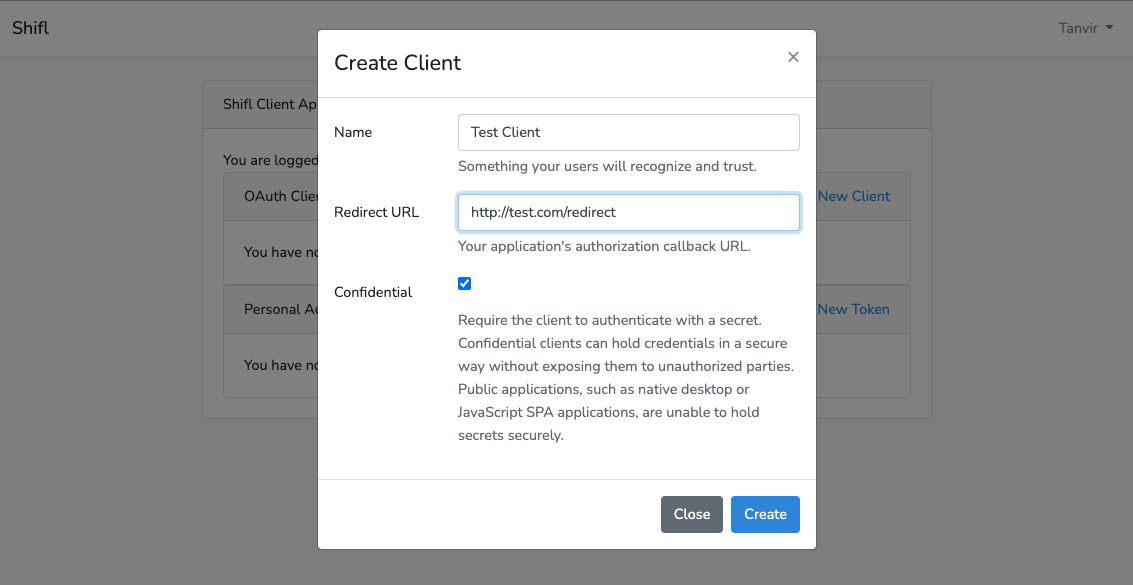 Shifl
Tanvir
Create Client
×
Shifl Client Ap
Name
Test Client
Something your users will recognize and trust.
You are logged
OAuth Clie
New Client
Redirect URL
http://test.com/redirect
Your application's authorization callback URL.
You have no
Confidential
Personal Ac
New Token
Require the client to authenticate with a secret.
Confidential clients can hold credentials in a secure
way without exposing them to unauthorized parties.
Public applications, such as native desktop or
JavaScript SPA applications, are unable to hold
secrets securely.
You have no
Close
Create